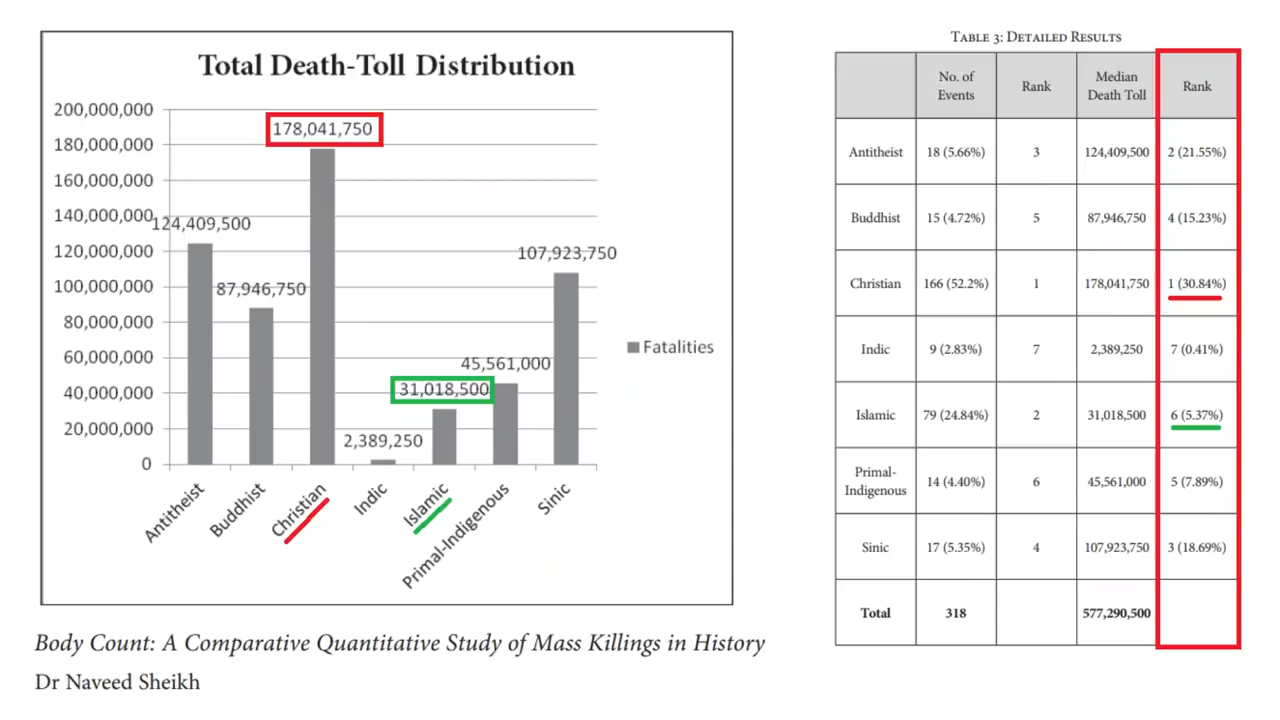 Total Death-Toll Distribution
200,000,000
180,000,000
160,000,000
140,000,000
120,000,000
100,000,000
80,000,000
60,000,000
40,000,000
20,000,000
0
124,409,500
87,946,750
178,041,750
2,389,250
31,018,500
45,561,000
107,923,750
Antitheist
Buddhist
Christian
Indic
Islamic
Primal-Indigenous
Sinic
Fatalities
Body Count: A Comparative Quantitative Study of Mass Killings in History
Dr Naveed Sheikh
Table 3: Detailed Results
No. of Events Rank Median Death Toll Rank
Antitheist 18 (5.66%) 3 124,409,500 2 (21.55%)
Buddhist 15 (4.72%) 5 87,946,750 4 (15.23%)
Christian 166 (52.2%) 1 178,041,750 1 (30.84%)
Indic 9 (2.83%) 7 2,389,250 7 (0.41%)
Islamic 79 (24.84%) 2 31,018,500 6 (5.37%)
Primal-Indigenous 14 (4.40%) 6 45,561,000 5 (7.89%)
Sinic 17 (5.35%) 4 107,923,750 3 (18.69%)
Total 318 577,290,500